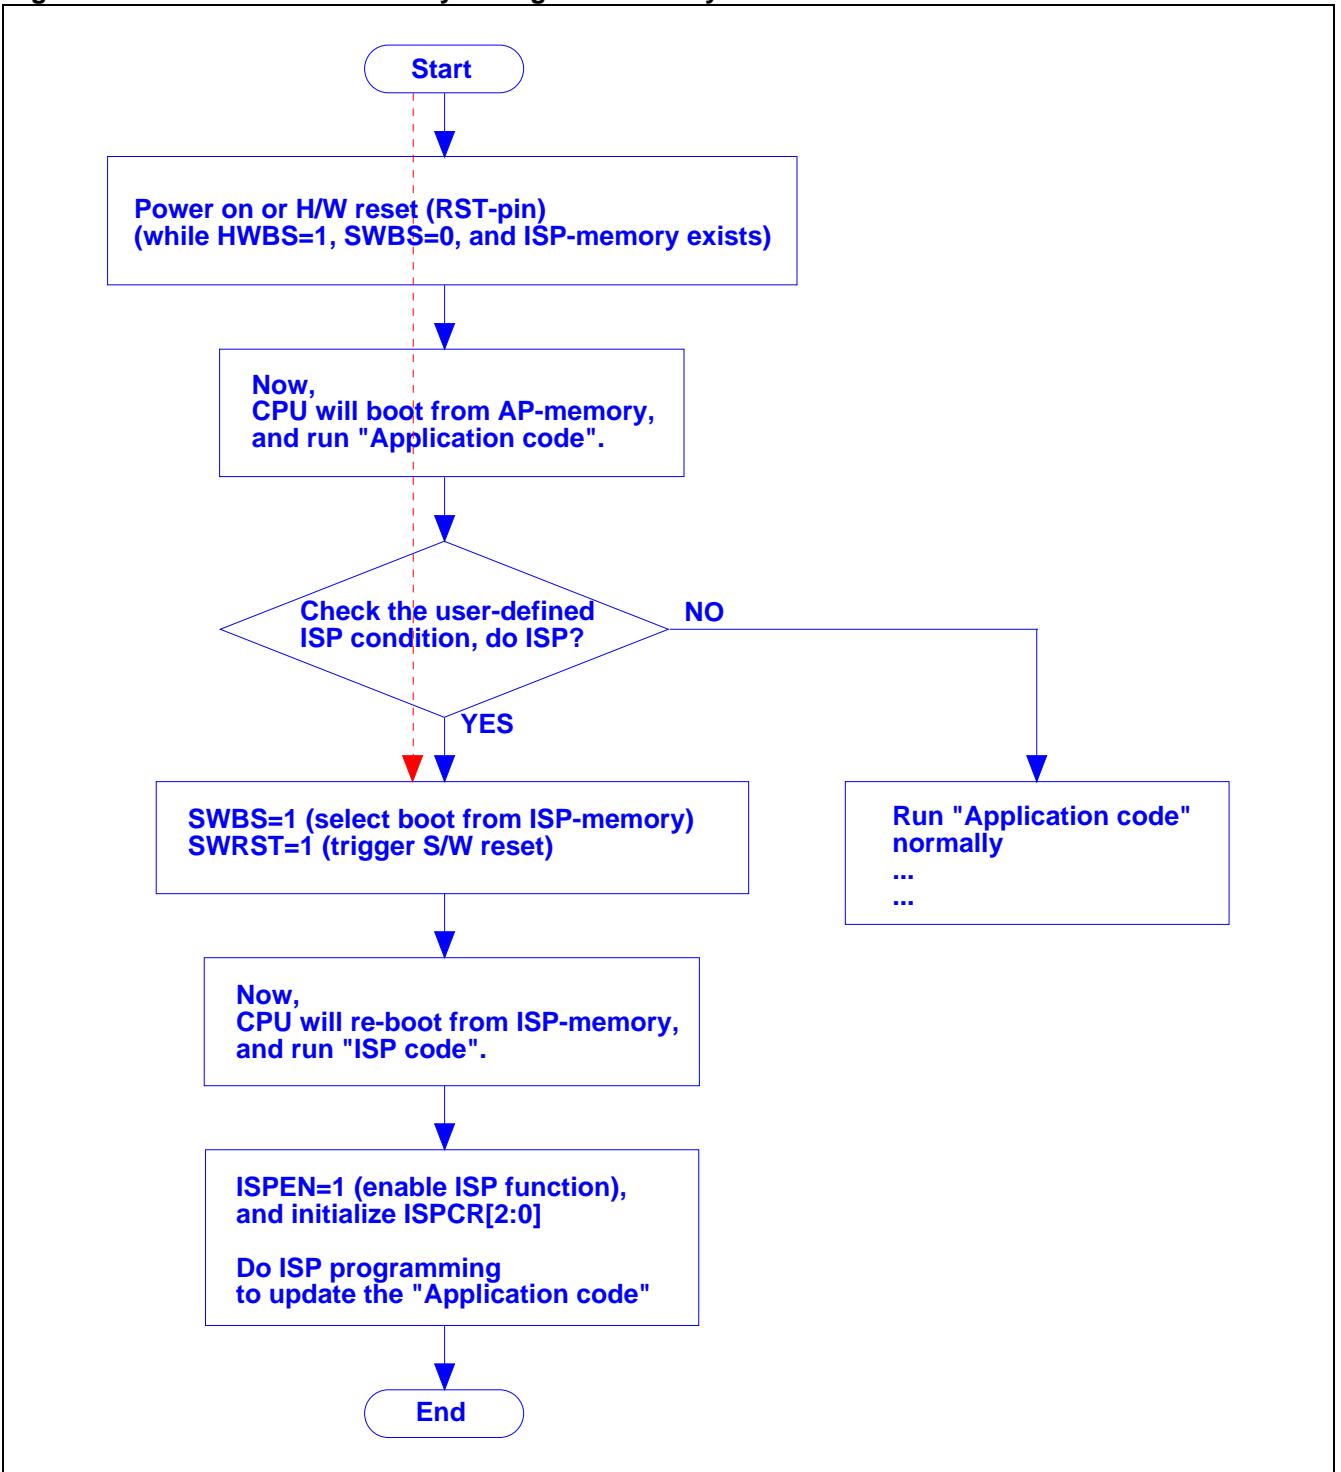 Start
Power on or H/W reset (RST-pin)
(while HWBS=1, SWBS=0, and ISP-memory exists)
Now,
CPU will boot from AP-memory,
and run "Application code".
Check the user-defined
ISP condition, do ISP?
NO
YES
SWBS=1 (select boot from ISP-memory)
SWRST=1 (trigger S/W reset)
Run "Application code"
normally
...
...
Now,
CPU will re-boot from ISP-memory,
and run "ISP code".
ISPEN=1 (enable ISP function),
and initialize ISPCR[2:0]
Do ISP programming
to update the "Application code"
End